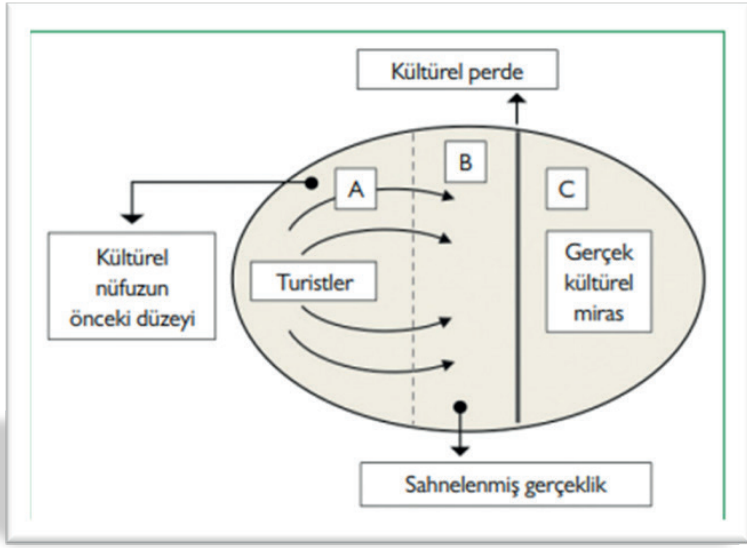 Kültürel perde
A
B
C
Kültürel
nüfuzun
önceki düzeyi
Turistler
Gerçek
kültürel
miras
Sahnelenmiş gerçeklik